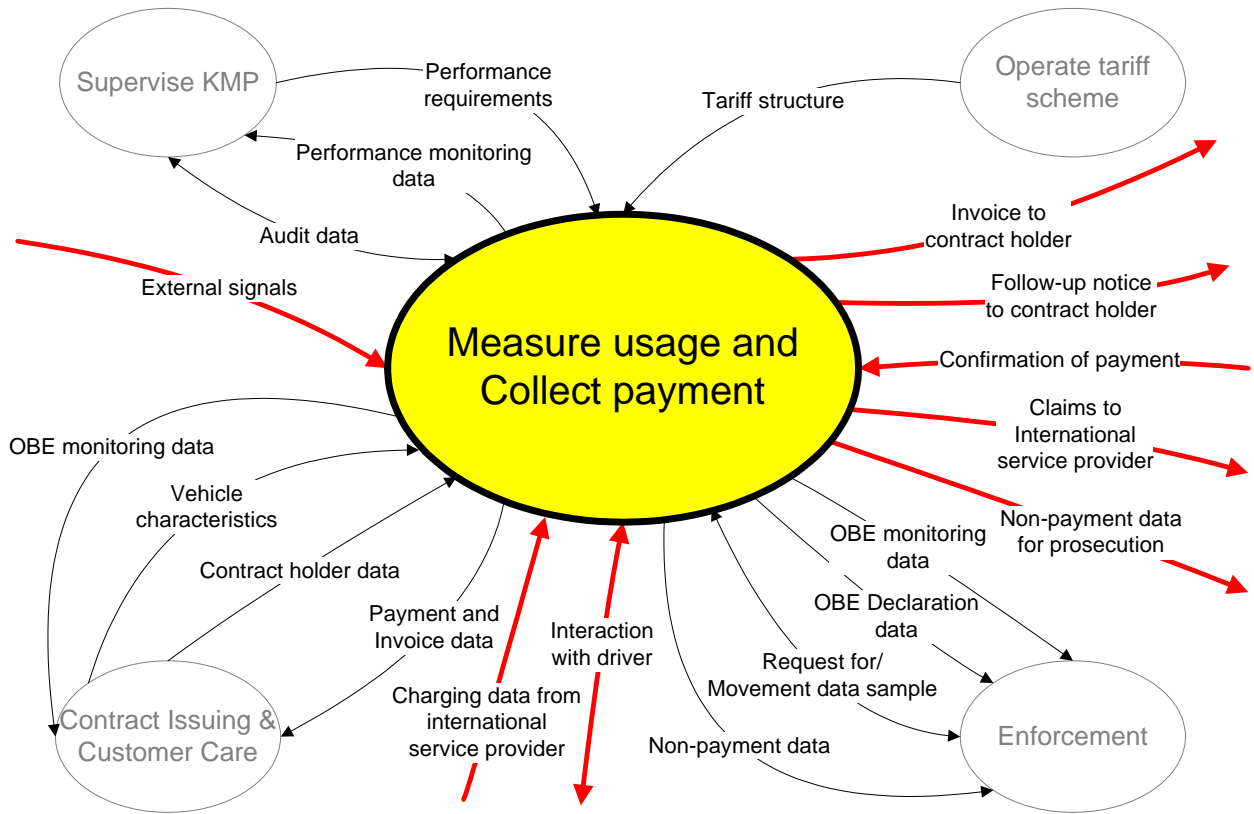 Supervise KMP
Performance
requirements
Tariff structure
Operate tariff
scheme
Performance monitoring
data
Audit data
External signals
Invoice to
contract holder
Follow-up notice
to contract holder
Measure usage and
Collect payment
Confirmation of payment
Claims to
International
service provider
OBE monitoring data
Vehicle
characteristics
Contract holder data
Non-payment data
for prosecution
OBE monitoring
data
OBE Declaration
data
Payment and
Invoice data
Interaction
with driver
Request for/
Movement data sample
Charging data from
international
service provider
Non-payment data
Contract Issuing &
Customer Care
Enforcement